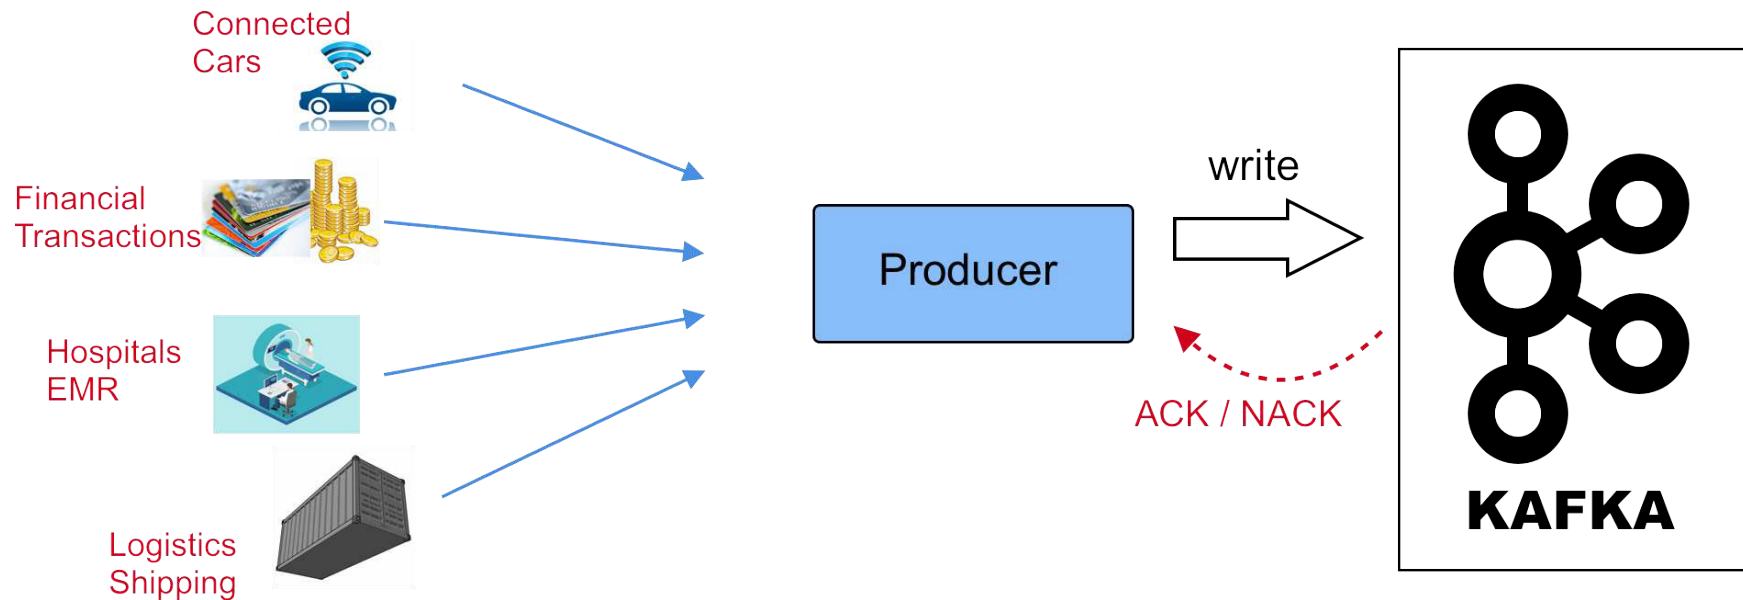 Connected
Cars
Financial
Transactions
Hospitals
EMR
Logistics
Shipping
Producer
write
ACK / NACK
KAFKA